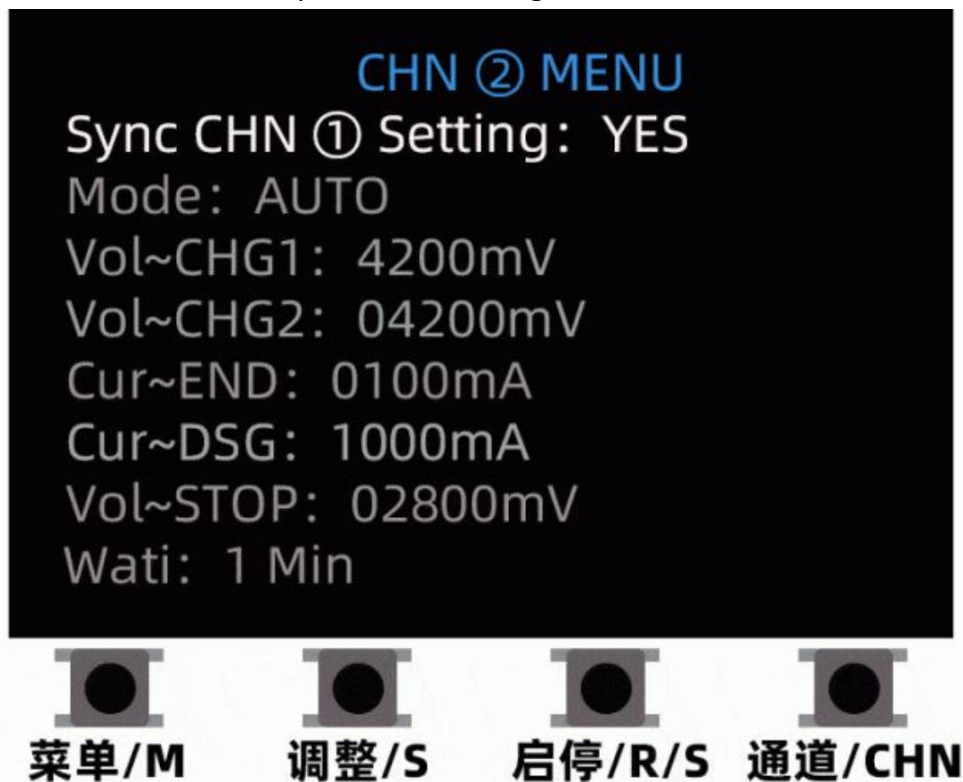 CHN ② MENU
Sync CHN ① Setting: YES
Mode: AUTO
Vol~CHG1: 4200mV
Vol~CHG2: 04200mV
Cur~END: 0100mA
Cur~DSG: 1000mA
Vol~STOP: 02800mV
Wati: 1 Min
菜单/M 调整/S 启停/R/S 通道/CHN